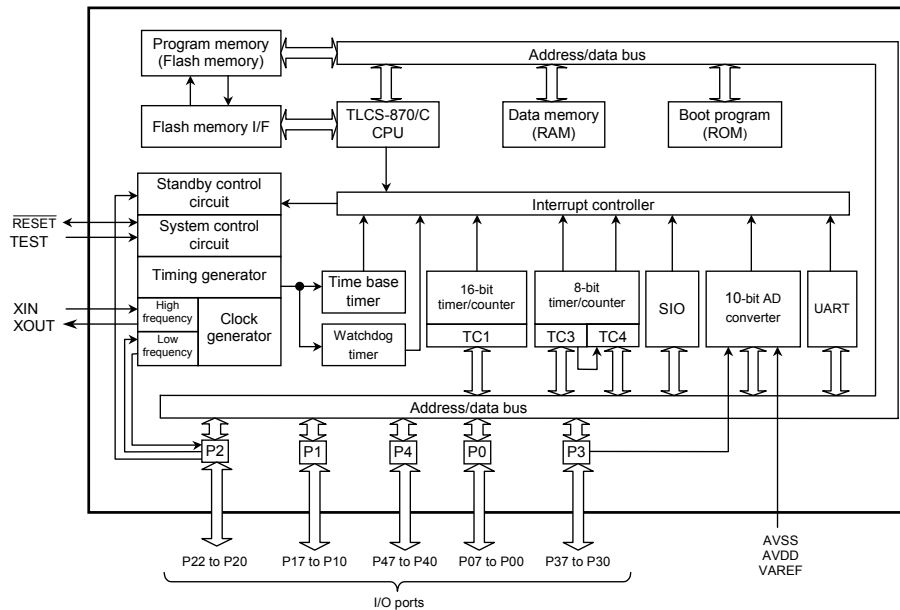 Program memory
(Flash memory)
Address/data bus
Flash memory I/F
TLCS-870/C
CPU
Data memory
(RAM)
Boot program
(ROM)
Standby control
circuit
Interrupt controller
RESET
TEST
System control
circuit
Timing generator
Time base
timer
16-bit
timer/counter
TC1
8-bit
timer/counter
TC3
TC4
SIO
10-bit AD
converter
UART
XIN
XOUT
High
frequency
Low
frequency
Clock
generator
Watchdog
timer
Address/data bus
P2
P1
P4
P0
P3
P22 to P20
P17 to P10
P47 to P40
P07 to P00
P37 to P30
AVSS
AVDD
VAREF
I/O ports